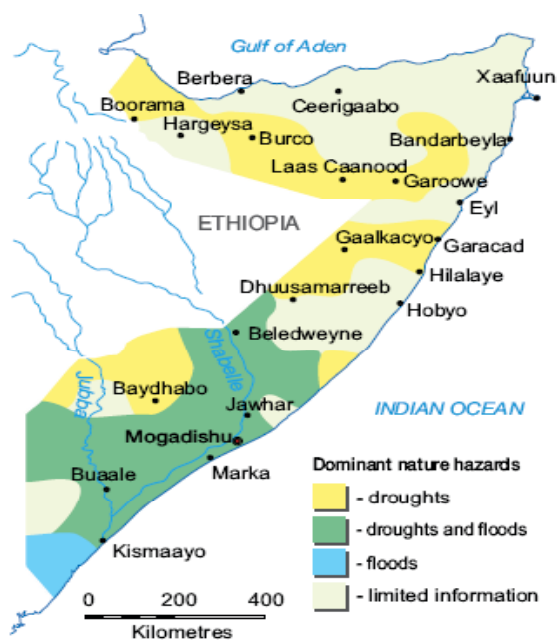 Gulf of Aden
Berbera
Xaafuun
Boorama
Ceerigaabo
Hargeysa
Burco
Bandarbeyla
Laas Caanood
Garoowe
Eyl
ETHIOPIA
Gaalkacyo
Garacad
Hilalaye
Dhuusamarreeb
Hobyo
Shabelle
Beledweyne
Jubba
Baydhabo
Jawhar
INDIAN OCEAN
Mogadishu
Marka
Buaale
Kismaayo
Dominant nature hazards
- droughts
- droughts and floods
- floods
- limited information
0 200 400
Kilometres